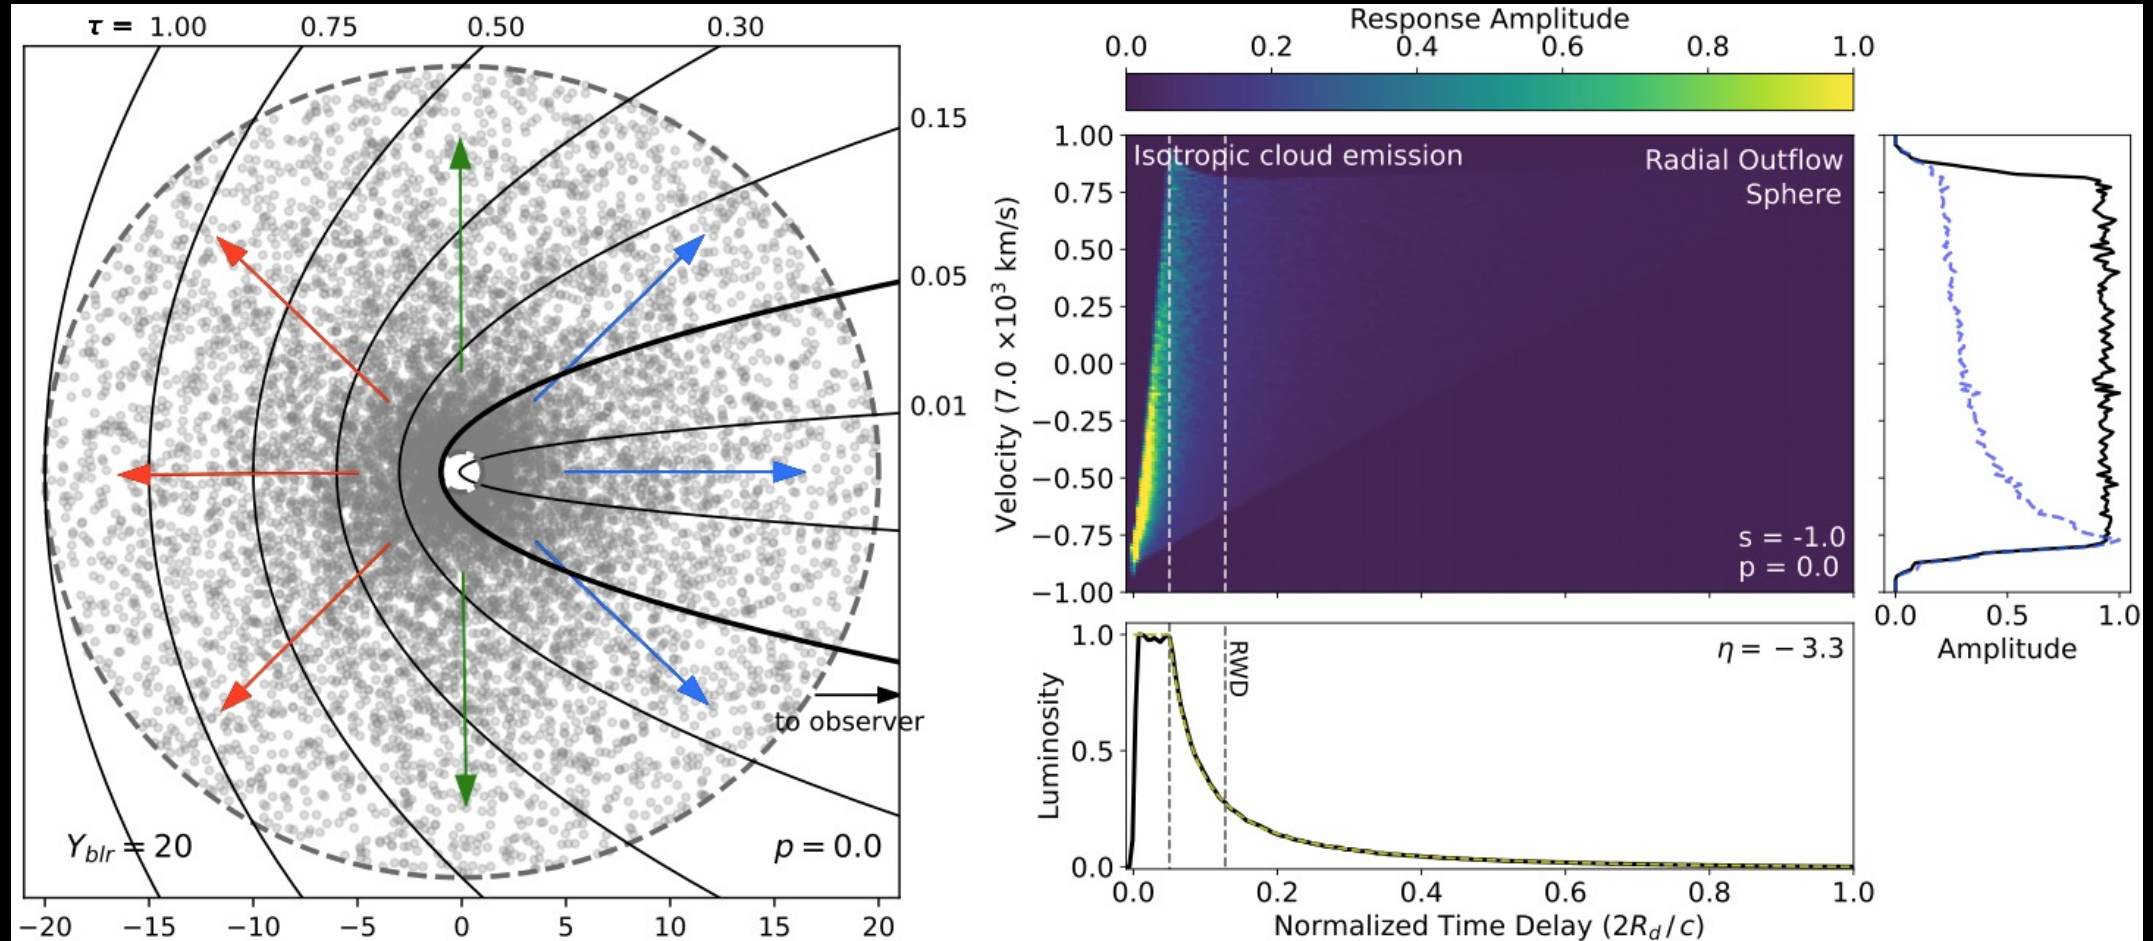 τ = 1.00 0.75 0.50 0.30
0.15
0.05
0.01
to observer
Y_blr = 20
p = 0.0
−20 −15 −10 −5 0 5 10 15 20
Response Amplitude
0.0 0.2 0.4 0.6 0.8 1.0
1.00
0.75
0.50
0.25
0.00
−0.25
−0.50
−0.75
−1.00
Velocity (7.0 ×10³ km/s)
Isotropic cloud emission
Radial Outflow
Sphere
s = -1.0
p = 0.0
0.0 0.5 1.0
Amplitude
1.0
0.5
0.0
Luminosity
RWD
η = − 3.3
0.0 0.2 0.4 0.6 0.8 1.0
Normalized Time Delay (2R_d / c)